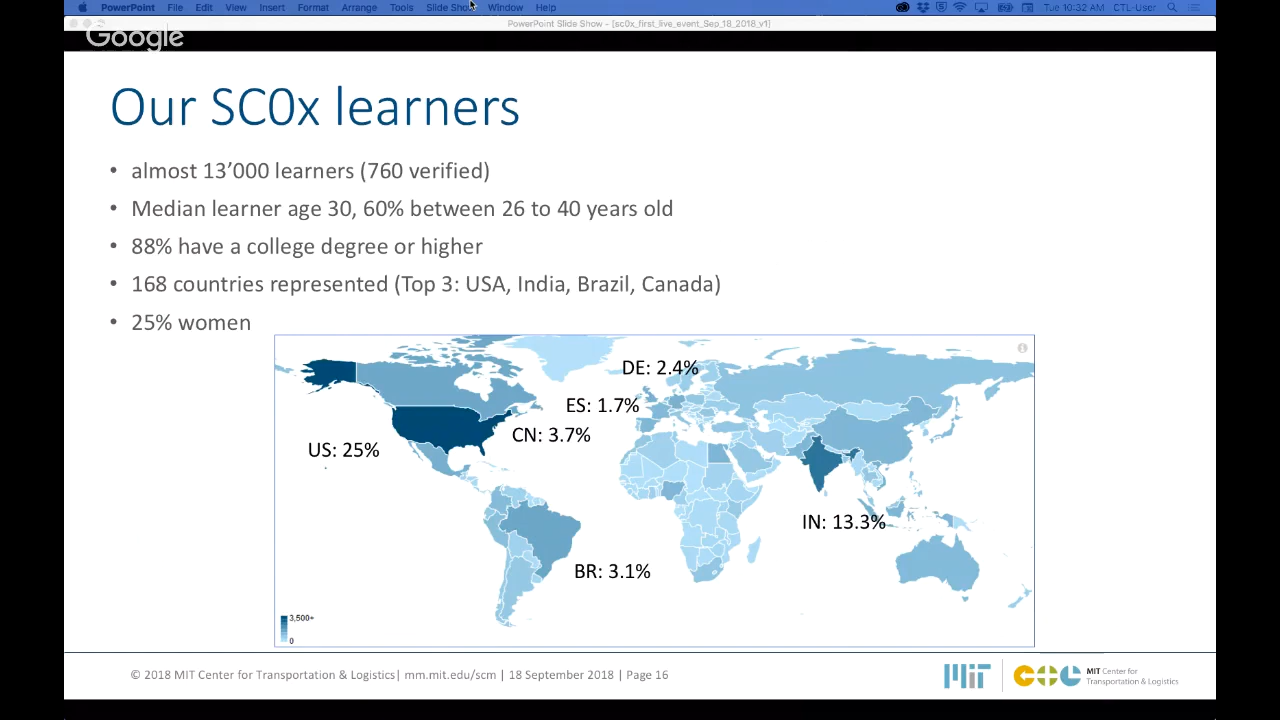 PowerPoint File Edit View Insert Format Arrange Tools Slide Show Window Help Tue 10:32 AM CTL-User
PowerPoint Slide Show - [sc0x_first_live_event_Sep_18_2018_v1]
Google
Our SC0x learners
• almost 13’000 learners (760 verified)
• Median learner age 30, 60% between 26 to 40 years old
• 88% have a college degree or higher
• 168 countries represented (Top 3: USA, India, Brazil, Canada)
• 25% women
DE: 2.4%
ES: 1.7%
CN: 3.7%
US: 25%
IN: 13.3%
BR: 3.1%
3,500+
0
© 2018 MIT Center for Transportation & Logistics| mm.mit.edu/scm | 18 September 2018 | Page 16
MIT
CTL
MIT Center for
Transportation & Logistics